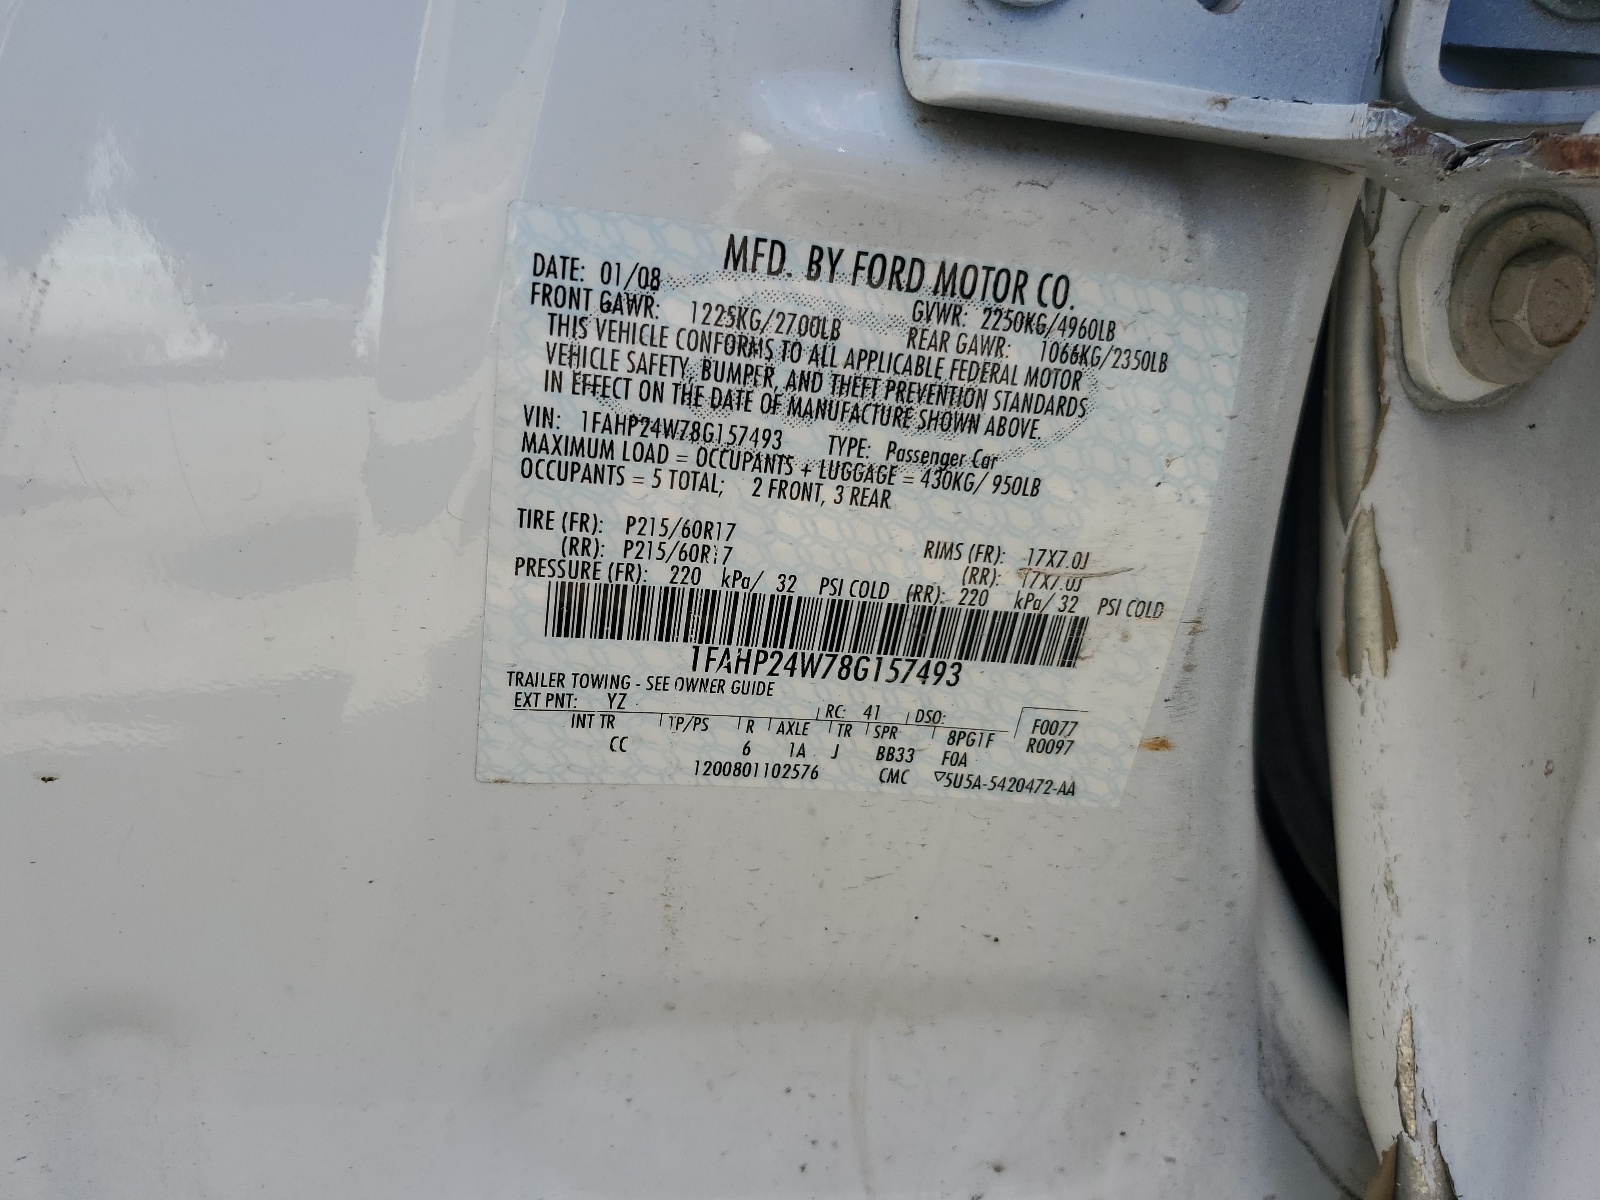 MFD. BY FORD MOTOR CO.
DATE: 01/08 GVWR: 2250KG/4960LB
FRONT GAWR: 1225KG/2700LB REAR GAWR: 1066KG/2350LB
THIS VEHICLE CONFORMS TO ALL APPLICABLE FEDERAL MOTOR
VEHICLE SAFETY, BUMPER, AND THEFT PREVENTION STANDARDS
IN EFFECT ON THE DATE OF MANUFACTURE SHOWN ABOVE.
VIN: 1FAHP24W78G157493 TYPE: Passenger Car
MAXIMUM LOAD = OCCUPANTS + LUGGAGE = 430KG/ 950LB
OCCUPANTS = 5 TOTAL; 2 FRONT, 3 REAR
TIRE (FR): P215/60R17 RIMS (FR): 17X7.0J
(RR): P215/60R17 (RR): 17X7.0J
PRESSURE (FR): 220 kPa/ 32 PSI COLD (RR): 220 kPa/ 32 PSI COLD
1FAHP24W78G157493
TRAILER TOWING - SEE OWNER GUIDE
EXT PNT: YZ RC: 41 DSO: F0077
INT TR TP/PS R AXLE TR SPR 8PG1F R0097
CC 6 1A J BB33 F0A
1200801102576 CMC ▽5U5A-5420472-AA